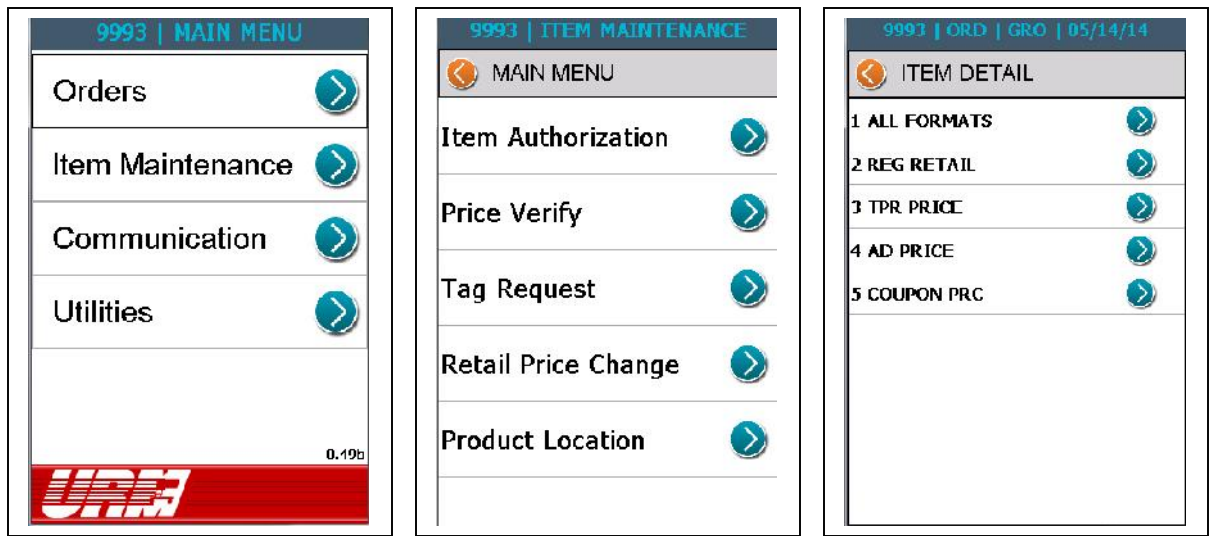 9993 | MAIN MENU
Orders
Item Maintenance
Communication
Utilities
0.49b
URM
9993 | ITEM MAINTENANCE
MAIN MENU
Item Authorization
Price Verify
Tag Request
Retail Price Change
Product Location
9993 | ORD | GRO | 05/14/14
ITEM DETAIL
1 ALL FORMATS
2 REG RETAIL
3 TPR PRICE
4 AD PRICE
5 COUPON PRC